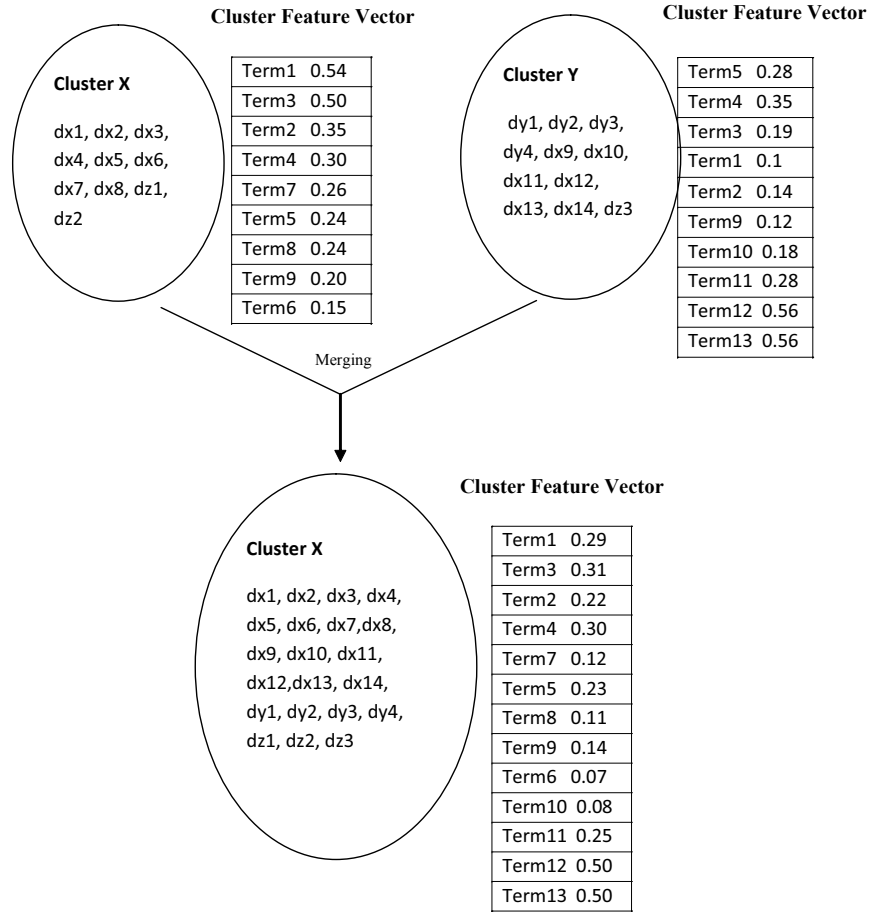 Cluster Feature Vector
Cluster X
dx1, dx2, dx3,
dx4, dx5, dx6,
dx7, dx8, dz1,
dz2
Term1 0.54
Term3 0.50
Term2 0.35
Term4 0.30
Term7 0.26
Term5 0.24
Term8 0.24
Term9 0.20
Term6 0.15
Cluster Feature Vector
Cluster Y
dy1, dy2, dy3,
dy4, dx9, dx10,
dx11, dx12,
dx13, dx14, dz3
Term5 0.28
Term4 0.35
Term3 0.19
Term1 0.1
Term2 0.14
Term9 0.12
Term10 0.18
Term11 0.28
Term12 0.56
Term13 0.56
Merging
Cluster Feature Vector
Cluster X
dx1, dx2, dx3, dx4,
dx5, dx6, dx7,dx8,
dx9, dx10, dx11,
dx12,dx13, dx14,
dy1, dy2, dy3, dy4,
dz1, dz2, dz3
Term1 0.29
Term3 0.31
Term2 0.22
Term4 0.30
Term7 0.12
Term5 0.23
Term8 0.11
Term9 0.14
Term6 0.07
Term10 0.08
Term11 0.25
Term12 0.50
Term13 0.50